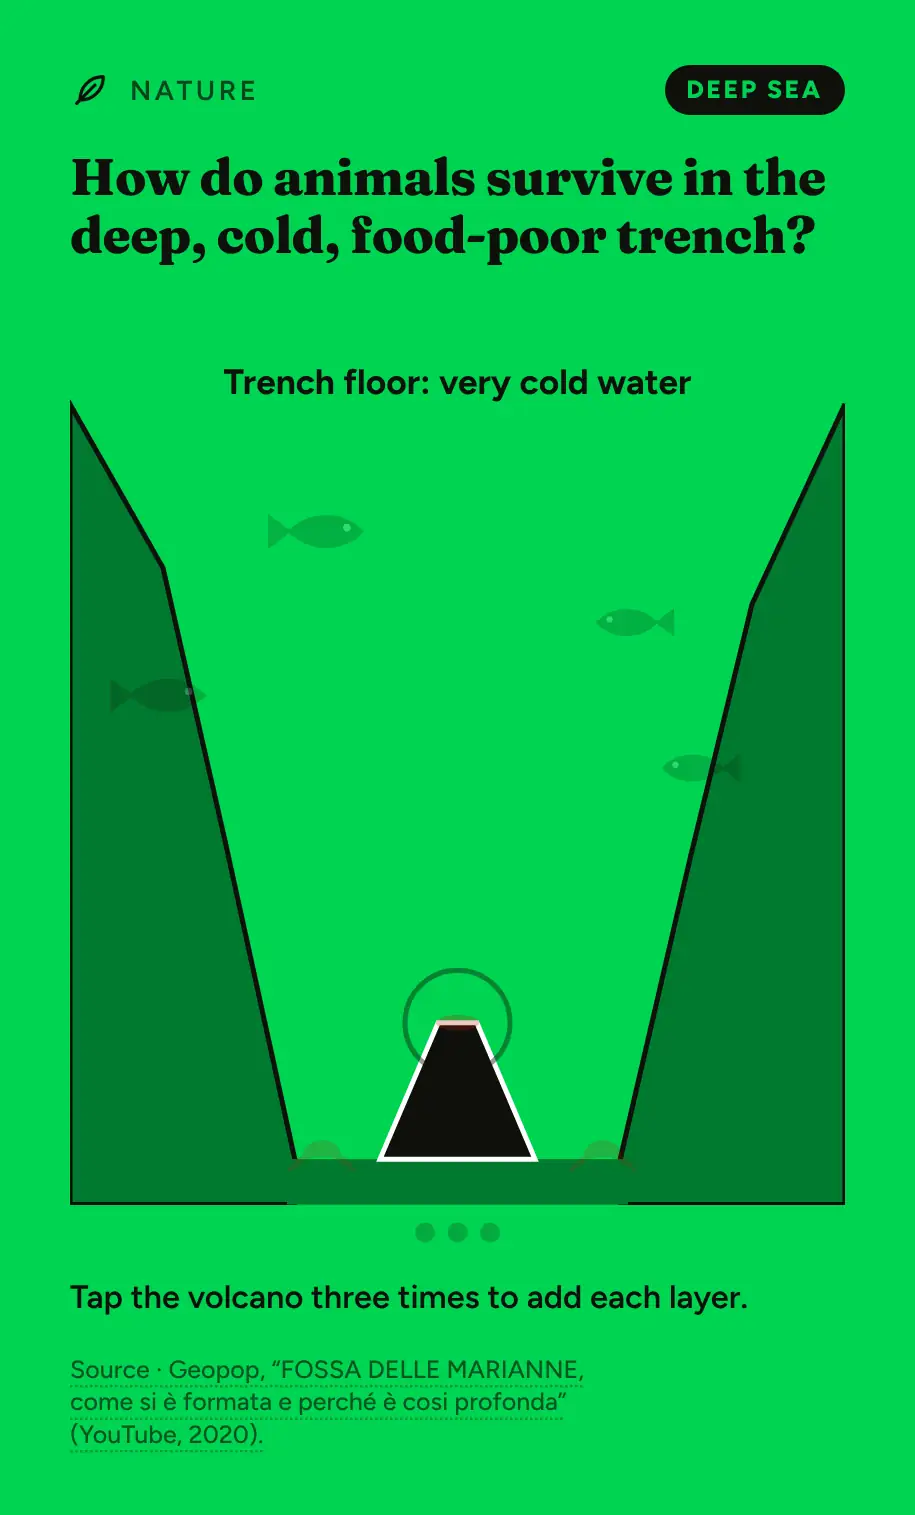 NATURE
DEEP SEA
How do animals survive in the
deep, cold, food-poor trench?
Trench floor: very cold water
Tap the volcano three times to add each layer.
Source · Geopop, “FOSSA DELLE MARIANNE,
come si è formata e perché è cosi profonda”
(YouTube, 2020).